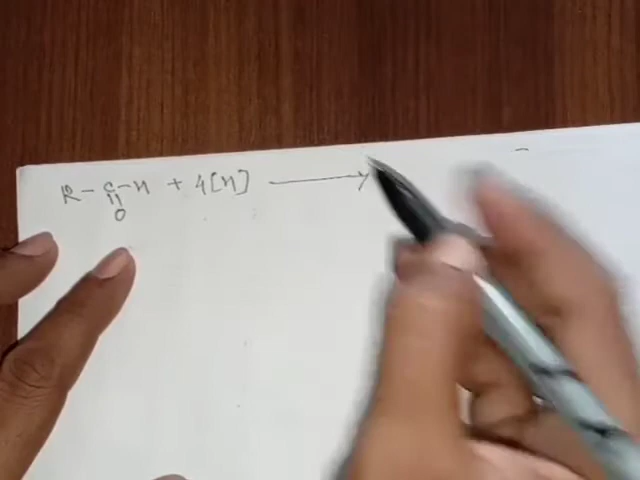 R-C-H + 4[H] ⟶
||
O